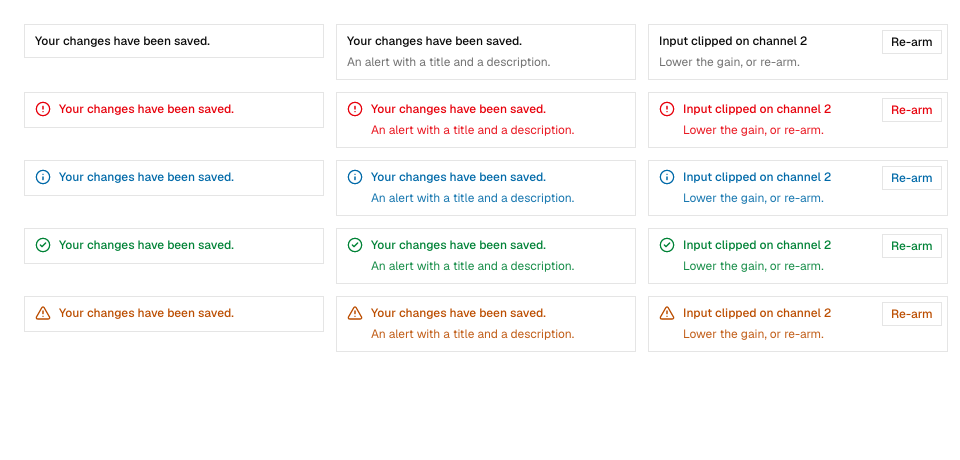 Your changes have been saved.
Your changes have been saved.
An alert with a title and a description.
Input clipped on channel 2
Lower the gain, or re-arm.
Re-arm
Your changes have been saved.
Your changes have been saved.
An alert with a title and a description.
Input clipped on channel 2
Lower the gain, or re-arm.
Re-arm
Your changes have been saved.
Your changes have been saved.
An alert with a title and a description.
Input clipped on channel 2
Lower the gain, or re-arm.
Re-arm
Your changes have been saved.
Your changes have been saved.
An alert with a title and a description.
Input clipped on channel 2
Lower the gain, or re-arm.
Re-arm
Your changes have been saved.
Your changes have been saved.
An alert with a title and a description.
Input clipped on channel 2
Lower the gain, or re-arm.
Re-arm